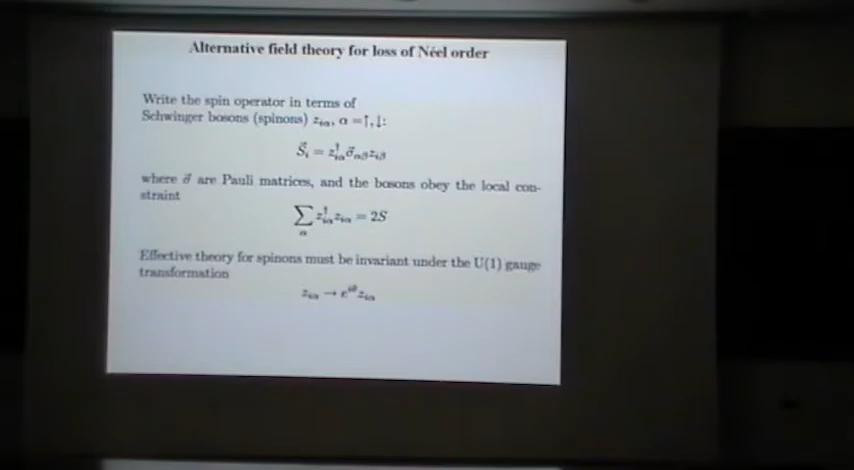 Alternative field theory for loss of Néel order
Write the spin operator in terms of
Schwinger bosons (spinons) z_{iα}, α =↑,↓:
\vec{S}_i = z^†_{iα} \vec{σ}_{αβ} z_{iβ}
where \vec{σ} are Pauli matrices, and the bosons obey the local con-
straint
∑_α z^†_{iα} z_{iα} = 2S
Effective theory for spinons must be invariant under the U(1) gauge
transformation
z_{iα} → e^{iθ} z_{iα}